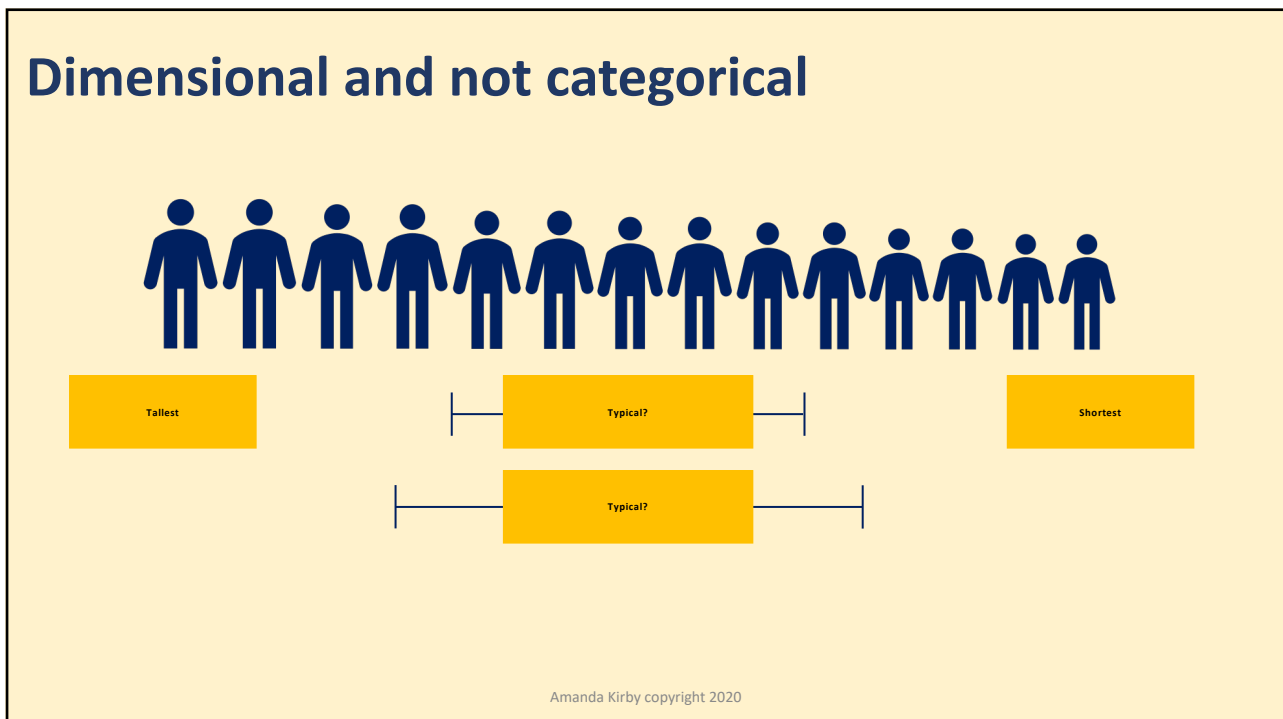 Dimensional and not categorical
Tallest
Typical?
Shortest
Typical?
Amanda Kirby copyright 2020